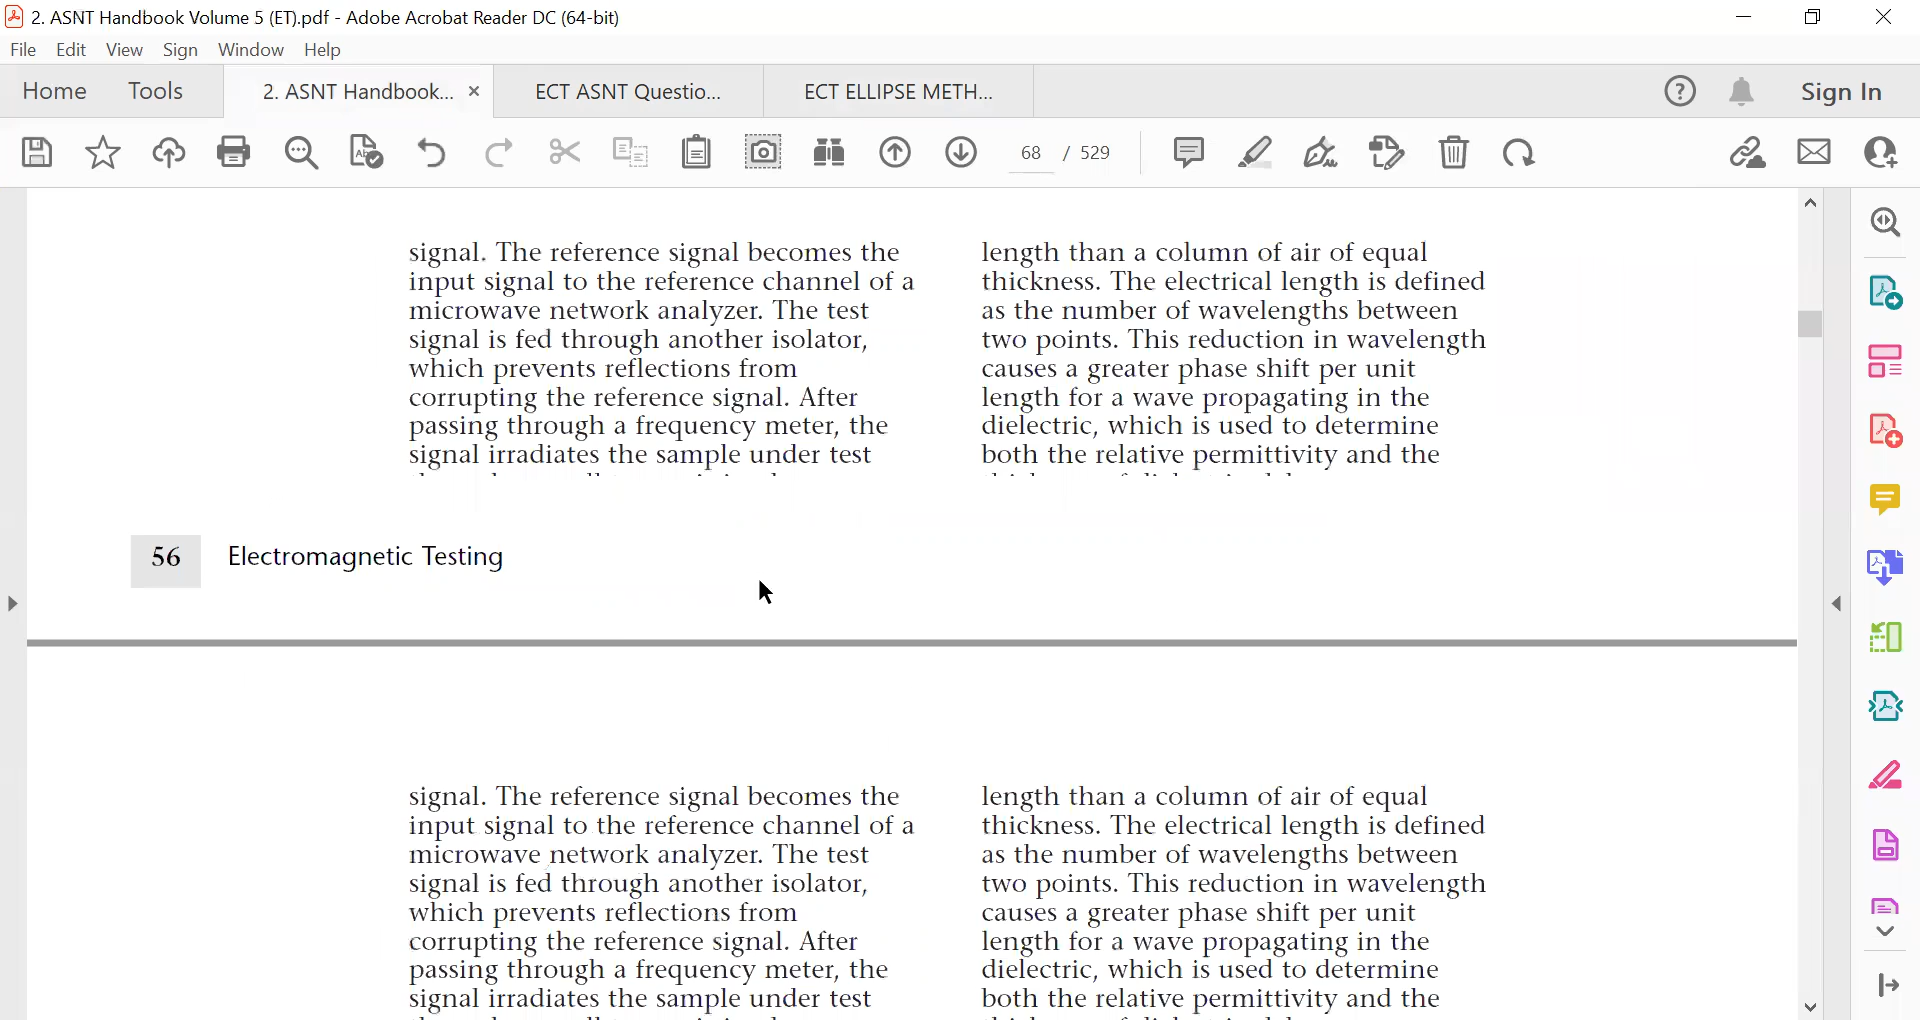 2. ASNT Handbook Volume 5 (ET).pdf - Adobe Acrobat Reader DC (64-bit)
File Edit View Sign Window Help
Home Tools 2. ASNT Handbook... × ECT ASNT Questio... ECT ELLIPSE METH... Sign In
68 / 529
signal. The reference signal becomes the
input signal to the reference channel of a
microwave network analyzer. The test
signal is fed through another isolator,
which prevents reflections from
corrupting the reference signal. After
passing through a frequency meter, the
signal irradiates the sample under test
length than a column of air of equal
thickness. The electrical length is defined
as the number of wavelengths between
two points. This reduction in wavelength
causes a greater phase shift per unit
length for a wave propagating in the
dielectric, which is used to determine
both the relative permittivity and the
56 Electromagnetic Testing
signal. The reference signal becomes the
input signal to the reference channel of a
microwave network analyzer. The test
signal is fed through another isolator,
which prevents reflections from
corrupting the reference signal. After
passing through a frequency meter, the
signal irradiates the sample under test
length than a column of air of equal
thickness. The electrical length is defined
as the number of wavelengths between
two points. This reduction in wavelength
causes a greater phase shift per unit
length for a wave propagating in the
dielectric, which is used to determine
both the relative permittivity and the